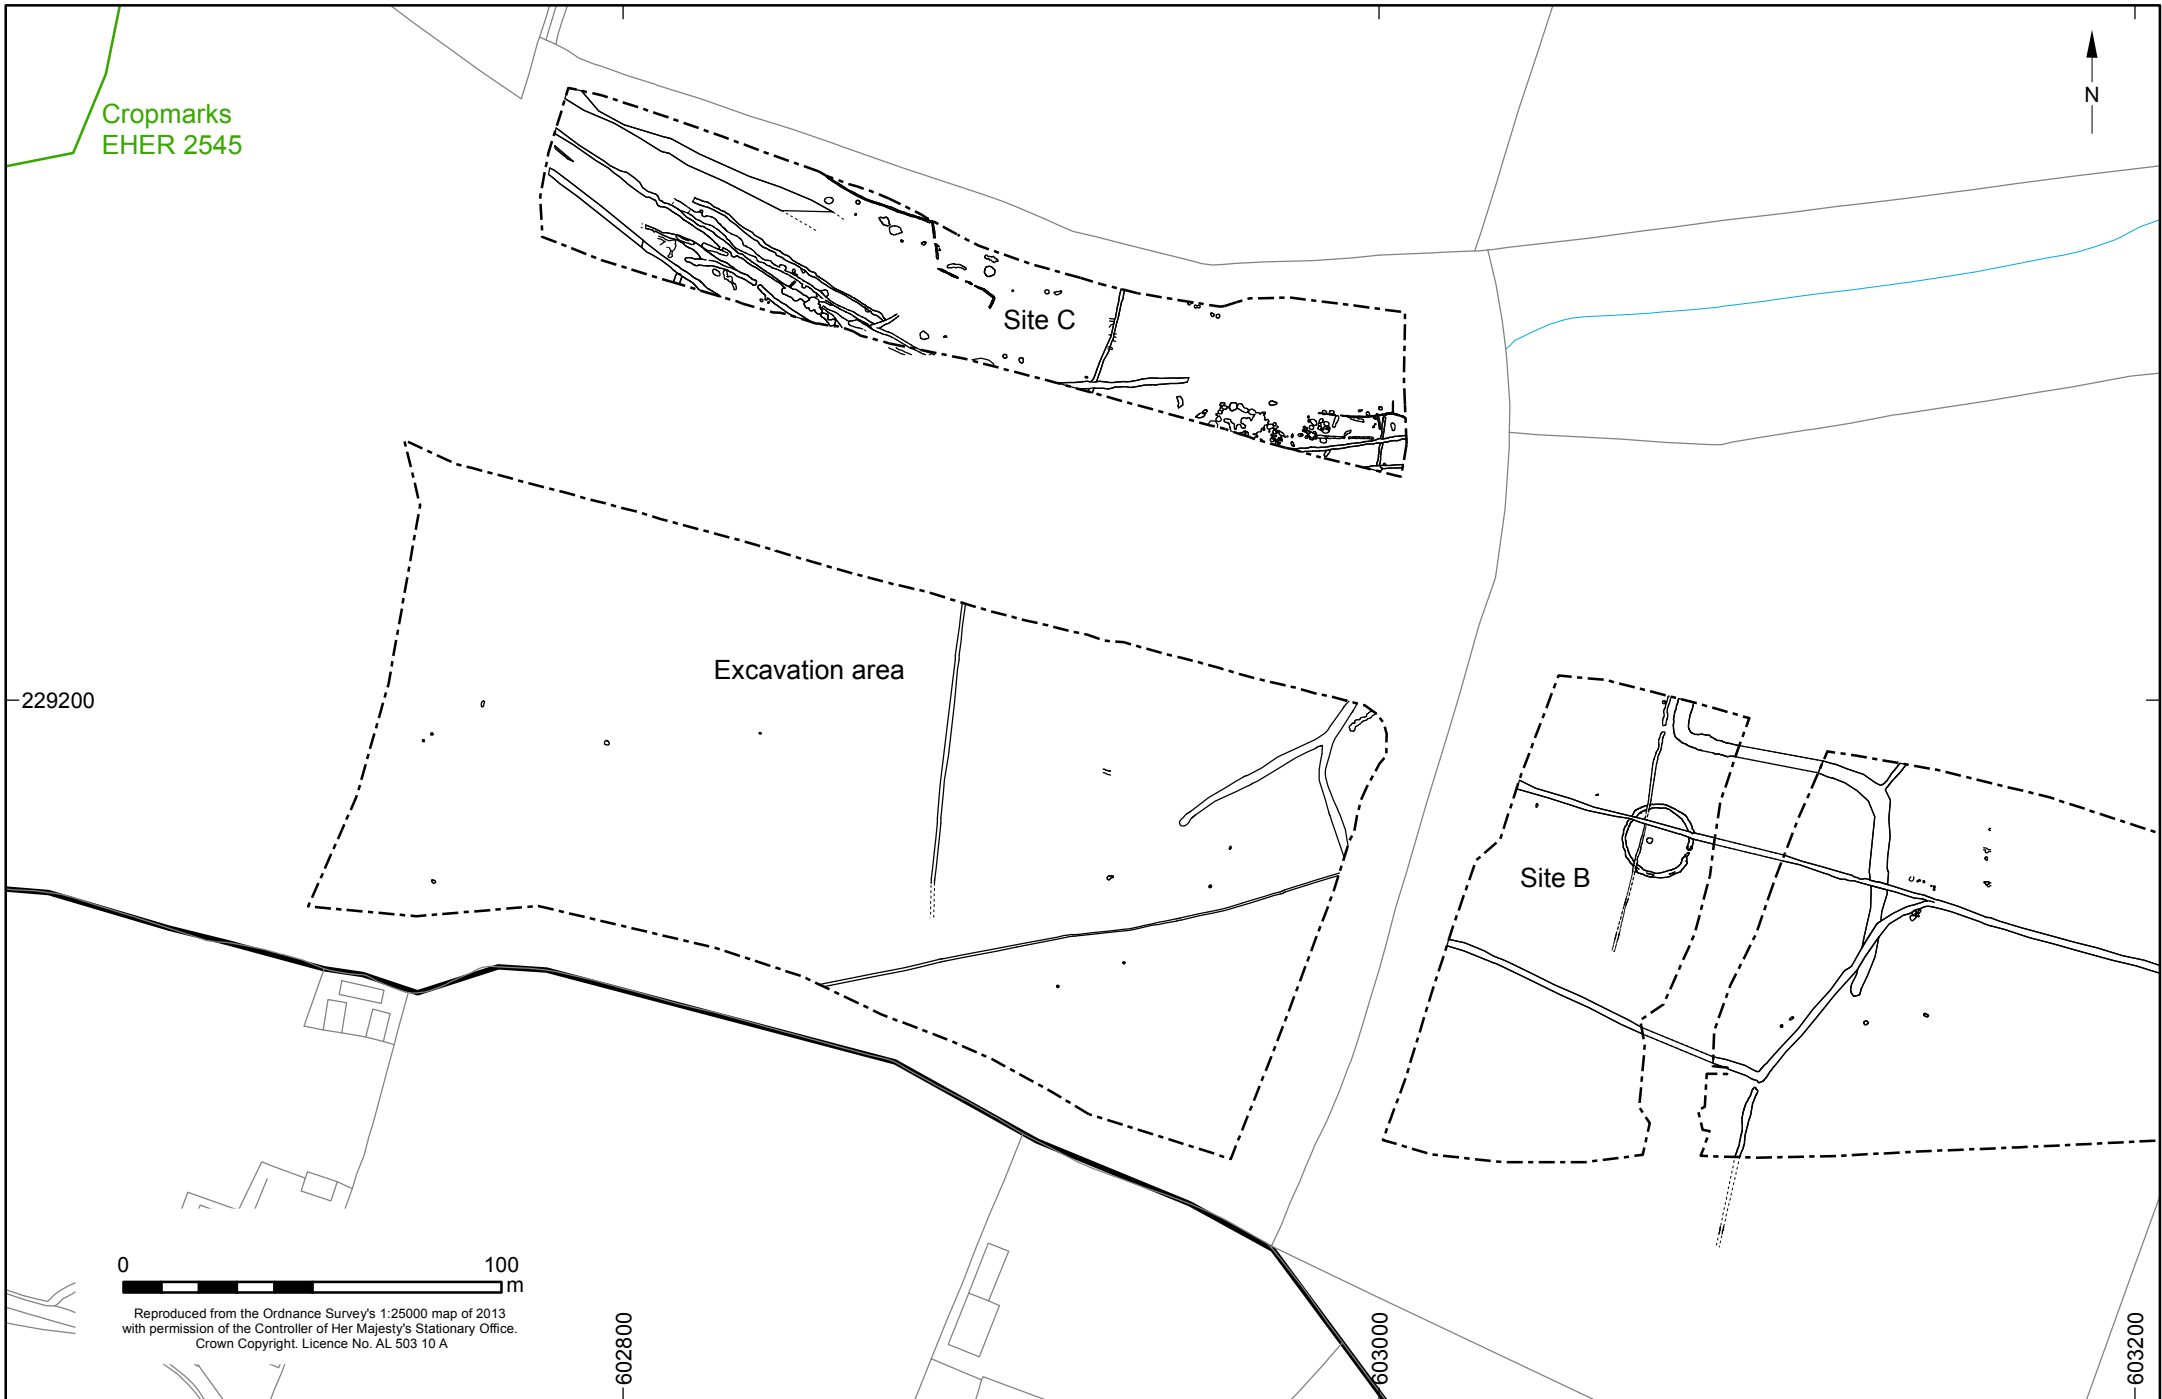 Cropmarks
EHER 2545
N
Site C
Excavation area
229200
Site B
0 100
m
Reproduced from the Ordnance Survey's 1:25000 map of 2013
with permission of the Controller of Her Majesty's Stationary Office.
Crown Copyright. Licence No. AL 503 10 A
602800
603000
603200